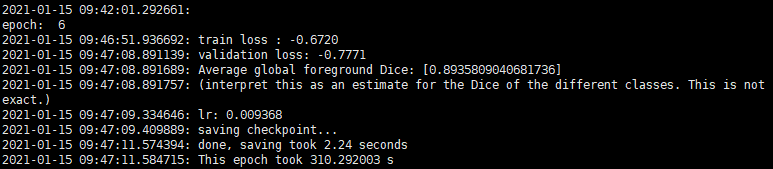 2021-01-15 09:42:01.292661:
epoch:  6
2021-01-15 09:46:51.936692: train loss : -0.6720
2021-01-15 09:47:08.891139: validation loss: -0.7771
2021-01-15 09:47:08.891689: Average global foreground Dice: [0.8935809040681736]
2021-01-15 09:47:08.891757: (interpret this as an estimate for the Dice of the different classes. This is not
exact.)
2021-01-15 09:47:09.334646: lr: 0.009368
2021-01-15 09:47:09.409889: saving checkpoint...
2021-01-15 09:47:11.574394: done, saving took 2.24 seconds
2021-01-15 09:47:11.584715: This epoch took 310.292003 s